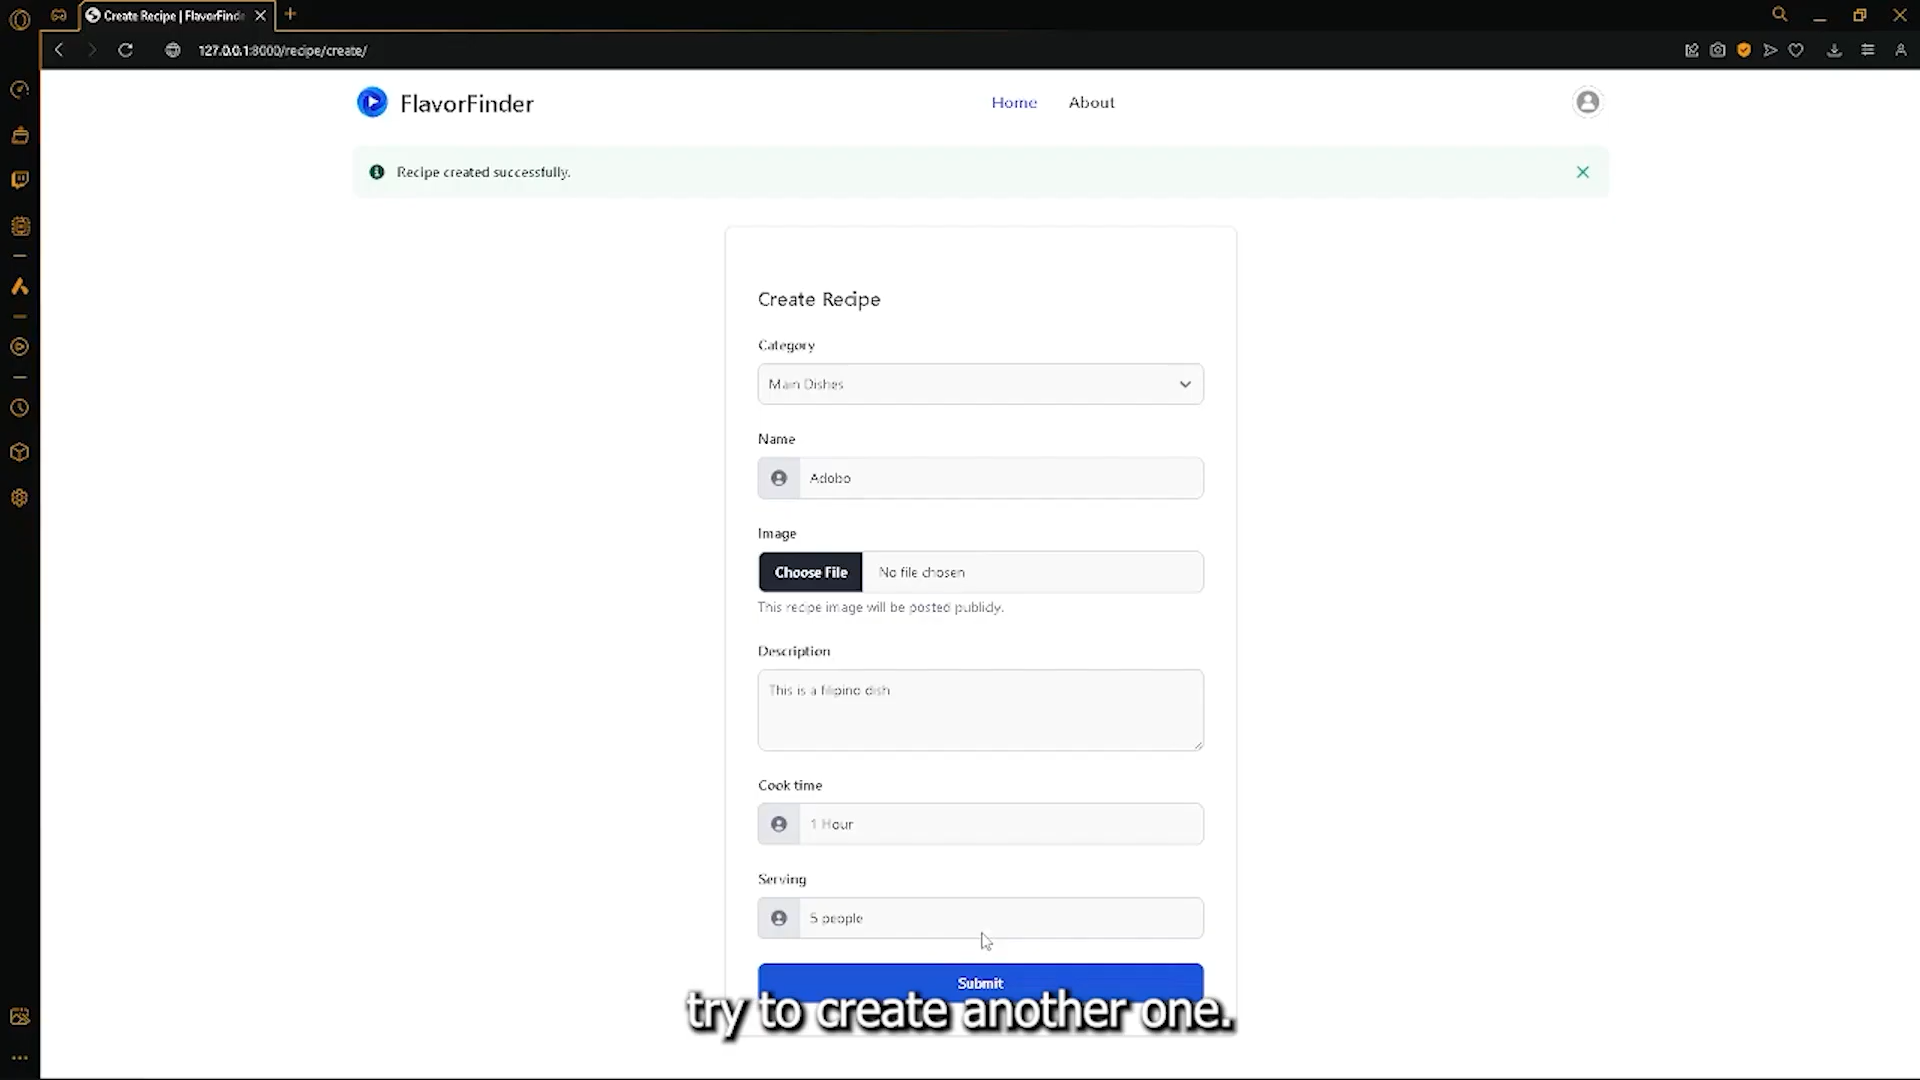 Create Recipe | FlavorFinde
127.0.0.1:8000/recipe/create/
FlavorFinder
Home
About
Recipe created successfully.
Create Recipe
Category
Main Dishes
Name
Adobo
Image
Choose File
No file chosen
This recipe image will be posted publicly.
Description
This is a filipino dish
Cook time
1 Hour
Serving
5 people
Submit
try to create another one.